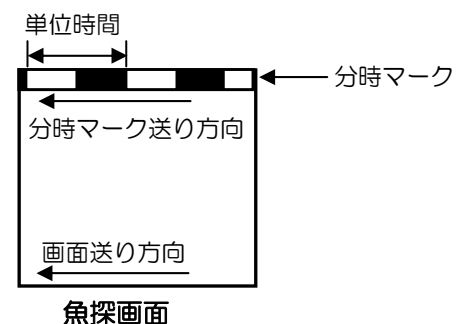 単位時間
分時マーク
分時マーク送り方向
画面送り方向
魚探画面